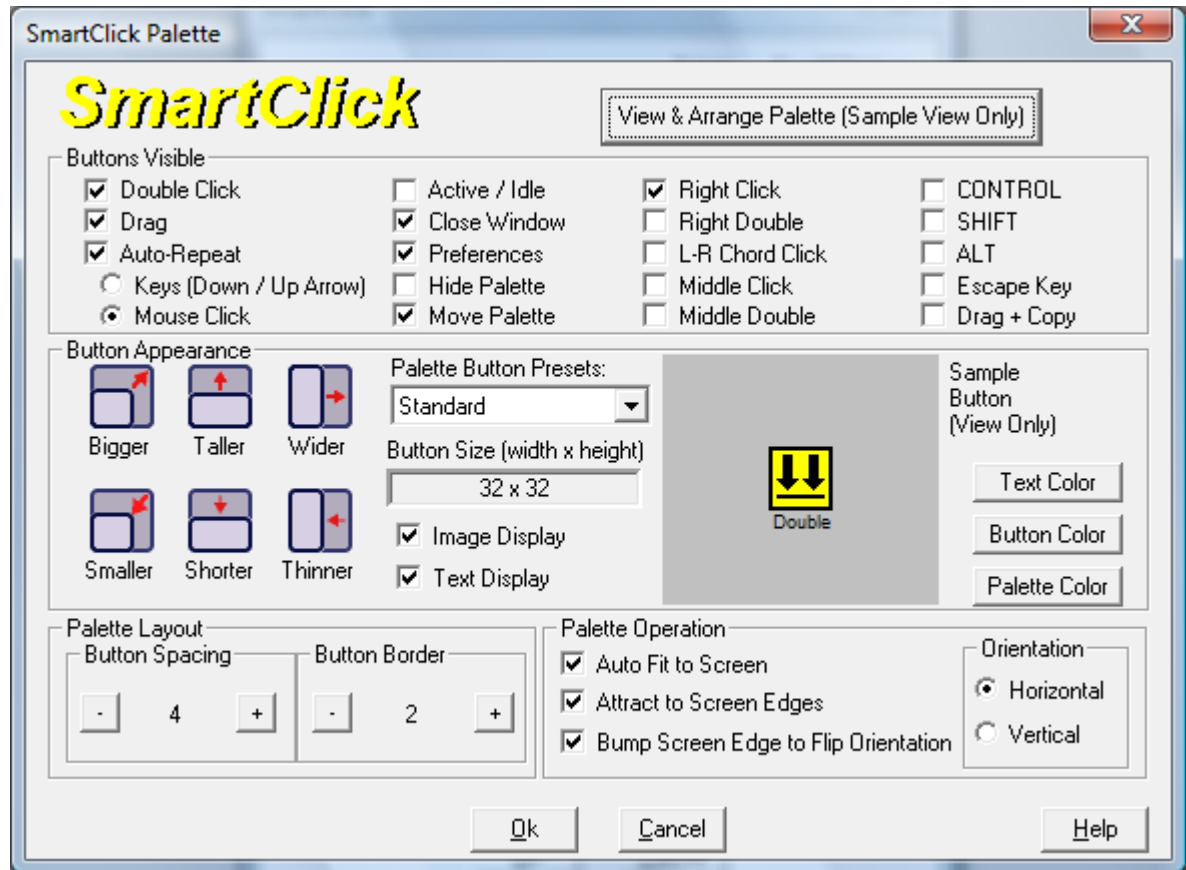 SmartClick Palette
X
SmartClick
View & Arrange Palette (Sample View Only)
Buttons Visible
Double Click
Drag
Auto-Repeat
Keys (Down / Up Arrow)
Mouse Click
Active / Idle
Close Window
Preferences
Hide Palette
Move Palette
Right Click
Right Double
L-R Chord Click
Middle Click
Middle Double
CONTROL
SHIFT
ALT
Escape Key
Drag + Copy
Button Appearance
Bigger
Taller
Wider
Smaller
Shorter
Thinner
Palette Button Presets:
Standard
Button Size (width x height)
32 x 32
Image Display
Text Display
Double
Sample
Button
(View Only)
Text Color
Button Color
Palette Color
Palette Layout
Button Spacing
- 4 +
Button Border
- 2 +
Palette Operation
Auto Fit to Screen
Attract to Screen Edges
Bump Screen Edge to Flip Orientation
Orientation
Horizontal
Vertical
Ok
Cancel
Help